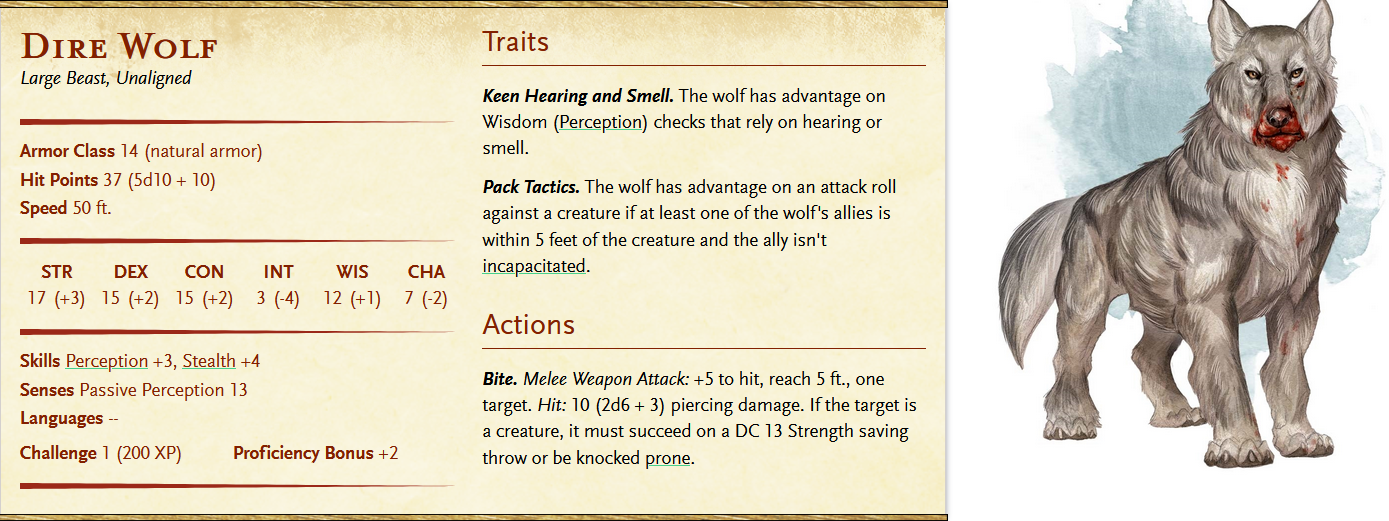 Dire Wolf
Large Beast, Unaligned
Armor Class 14 (natural armor)
Hit Points 37 (5d10 + 10)
Speed 50 ft.
STR DEX CON INT WIS CHA
17 (+3) 15 (+2) 15 (+2) 3 (-4) 12 (+1) 7 (-2)
Skills Perception +3, Stealth +4
Senses Passive Perception 13
Languages --
Challenge 1 (200 XP) Proficiency Bonus +2
Traits
Keen Hearing and Smell. The wolf has advantage on
Wisdom (Perception) checks that rely on hearing or
smell.
Pack Tactics. The wolf has advantage on an attack roll
against a creature if at least one of the wolf's allies is
within 5 feet of the creature and the ally isn't
incapacitated.
Actions
Bite. Melee Weapon Attack: +5 to hit, reach 5 ft., one
target. Hit: 10 (2d6 + 3) piercing damage. If the target is
a creature, it must succeed on a DC 13 Strength saving
throw or be knocked prone.